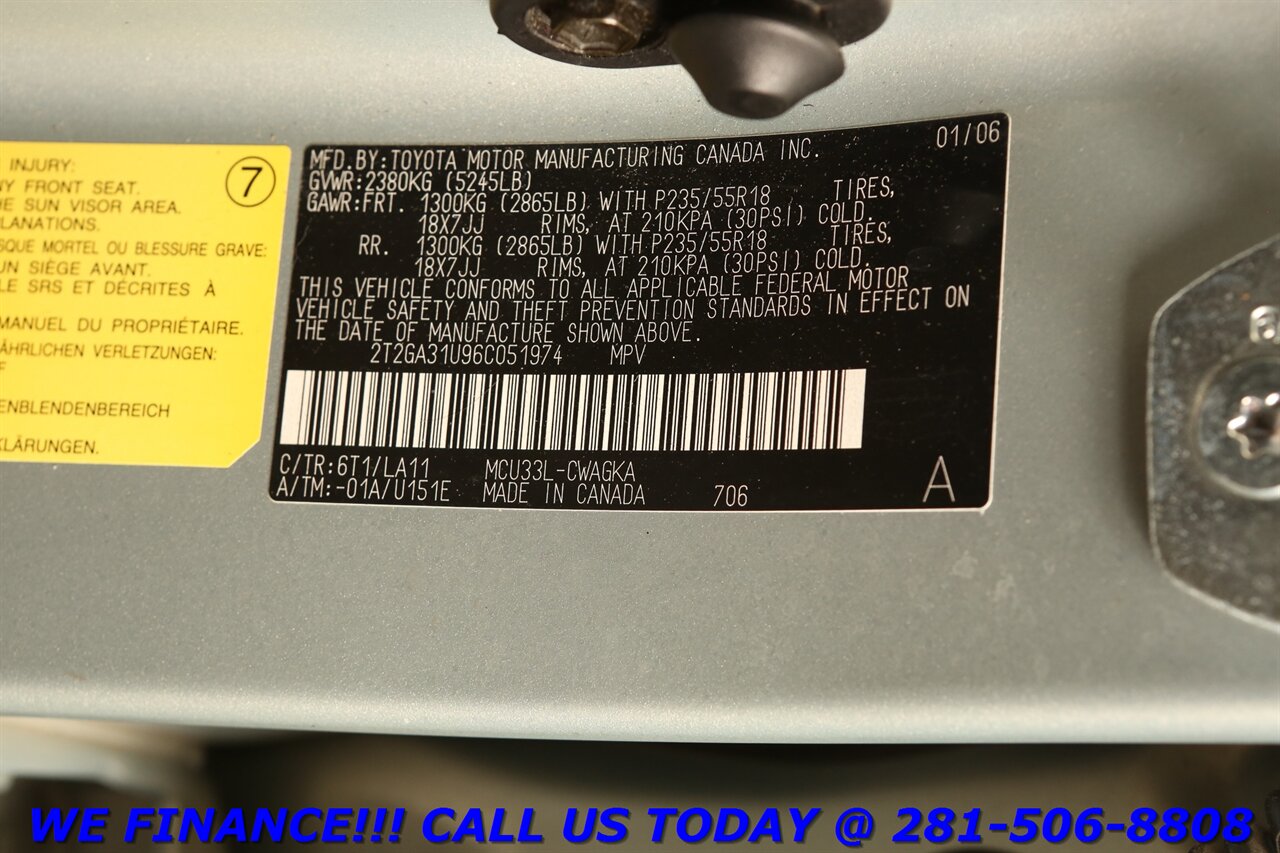 INJURY:
NY FRONT SEAT.
HE SUN VISOR AREA.
PLANATIONS.
SQUE MORTEL OU BLESSURE GRAVE:
UN SIÈGE AVANT.
LE SRS ET DÉCRITES À
MANUEL DU PROPRIÉTAIRE.
ÄHRLICHEN VERLETZUNGEN:
F
ENBLENDENBEREICH
KLÄRUNGEN.
7
01/06
MFD.BY:TOYOTA MOTOR MANUFACTURING CANADA INC.
GVWR:2380KG (5245LB)
GAWR:FRT. 1300KG (2865LB) WITH P235/55R18 TIRES,
18X7JJ RIMS, AT 210KPA (30PSI) COLD.
RR. 1300KG (2865LB) WITH P235/55R18 TIRES,
18X7JJ RIMS, AT 210KPA (30PSI) COLD.
THIS VEHICLE CONFORMS TO ALL APPLICABLE FEDERAL MOTOR
VEHICLE SAFETY AND THEFT PREVENTION STANDARDS IN EFFECT ON
THE DATE OF MANUFACTURE SHOWN ABOVE.
2T2GA31U96C051974 MPV
C/TR:6T1/LA11 MCU33L-CWAGKA
A/TM:-01A/U151E MADE IN CANADA 706 A
WE FINANCE!!! CALL US TODAY @ 281-506-8808